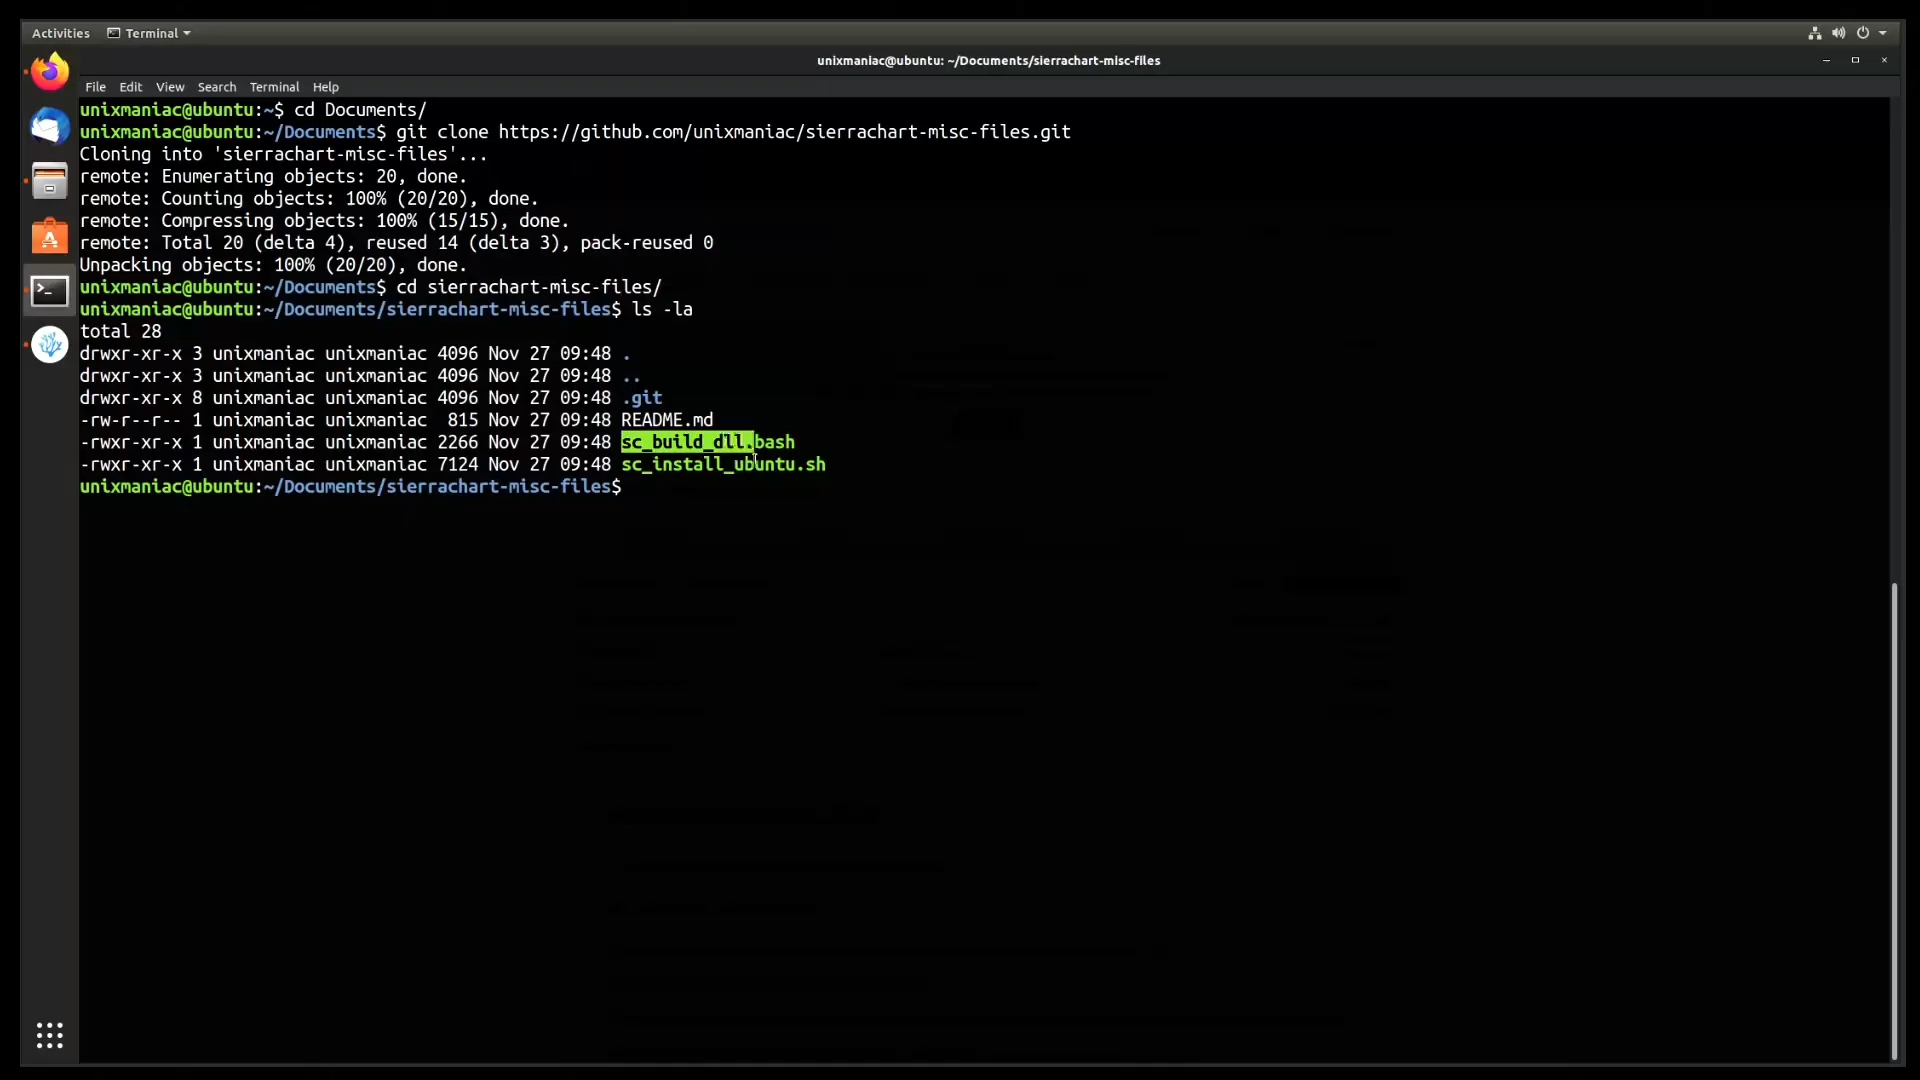 Activities Terminal
unixmaniac@ubuntu: ~/Documents/sierrachart-misc-files
File Edit View Search Terminal Help
unixmaniac@ubuntu:~$ cd Documents/
unixmaniac@ubuntu:~/Documents$ git clone https://github.com/unixmaniac/sierrachart-misc-files.git
Cloning into 'sierrachart-misc-files'...
remote: Enumerating objects: 20, done.
remote: Counting objects: 100% (20/20), done.
remote: Compressing objects: 100% (15/15), done.
remote: Total 20 (delta 4), reused 14 (delta 3), pack-reused 0
Unpacking objects: 100% (20/20), done.
unixmaniac@ubuntu:~/Documents$ cd sierrachart-misc-files/
unixmaniac@ubuntu:~/Documents/sierrachart-misc-files$ ls -la
total 28
drwxr-xr-x 3 unixmaniac unixmaniac 4096 Nov 27 09:48 .
drwxr-xr-x 3 unixmaniac unixmaniac 4096 Nov 27 09:48 ..
drwxr-xr-x 8 unixmaniac unixmaniac 4096 Nov 27 09:48 .git
-rw-r--r-- 1 unixmaniac unixmaniac  815 Nov 27 09:48 README.md
-rwxr-xr-x 1 unixmaniac unixmaniac 2266 Nov 27 09:48 sc_build_dll.bash
-rwxr-xr-x 1 unixmaniac unixmaniac 7124 Nov 27 09:48 sc_install_ubuntu.sh
unixmaniac@ubuntu:~/Documents/sierrachart-misc-files$